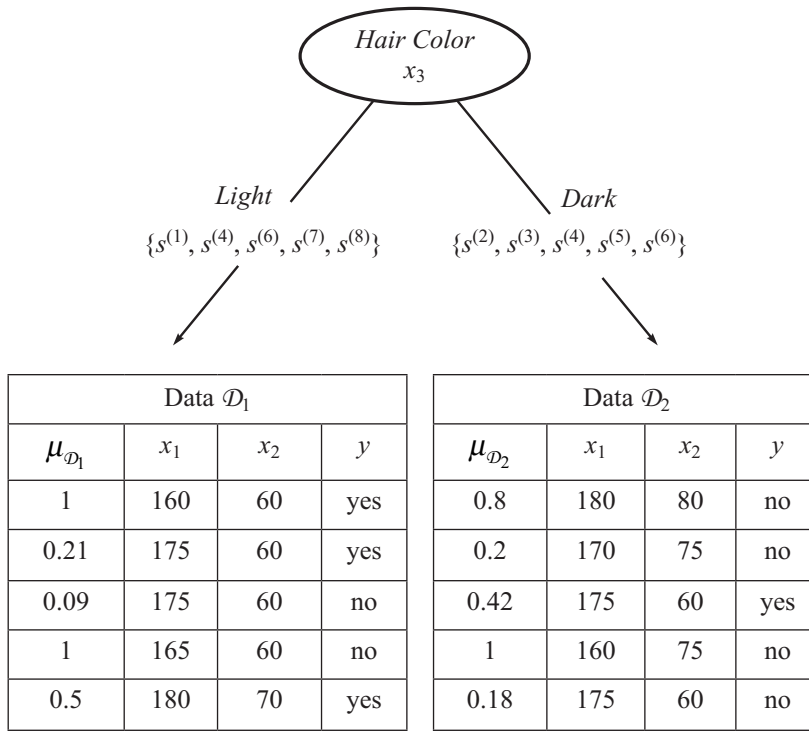 Hair Color
x₃
Light
Dark
{s⁽¹⁾, s⁽⁴⁾, s⁽⁶⁾, s⁽⁷⁾, s⁽⁸⁾}
{s⁽²⁾, s⁽³⁾, s⁽⁴⁾, s⁽⁵⁾, s⁽⁶⁾}
Data 𝒟₁
μ_𝒟₁ x₁ x₂ y
1 160 60 yes
0.21 175 60 yes
0.09 175 60 no
1 165 60 no
0.5 180 70 yes
Data 𝒟₂
μ_𝒟₂ x₁ x₂ y
0.8 180 80 no
0.2 170 75 no
0.42 175 60 yes
1 160 75 no
0.18 175 60 no